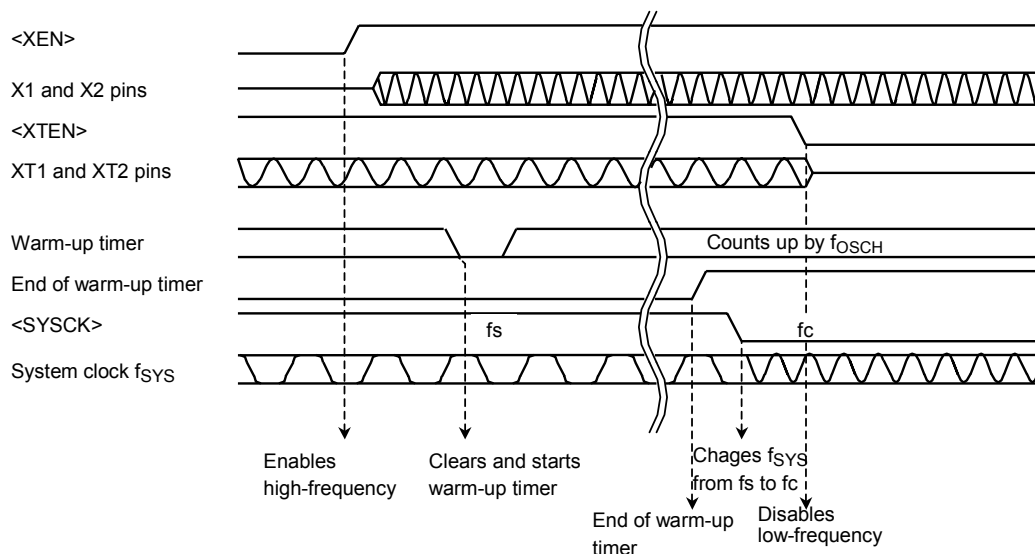 <XEN>
X1 and X2 pins
<XTEN>
XT1 and XT2 pins
Warm-up timer
Counts up by fOSCH
End of warm-up timer
<SYSCK>
fs
fc
System clock fSYS
Enables
high-frequency
Clears and starts
warm-up timer
Chages fSYS
from fs to fc
End of warm-up
timer
Disables
low-frequency